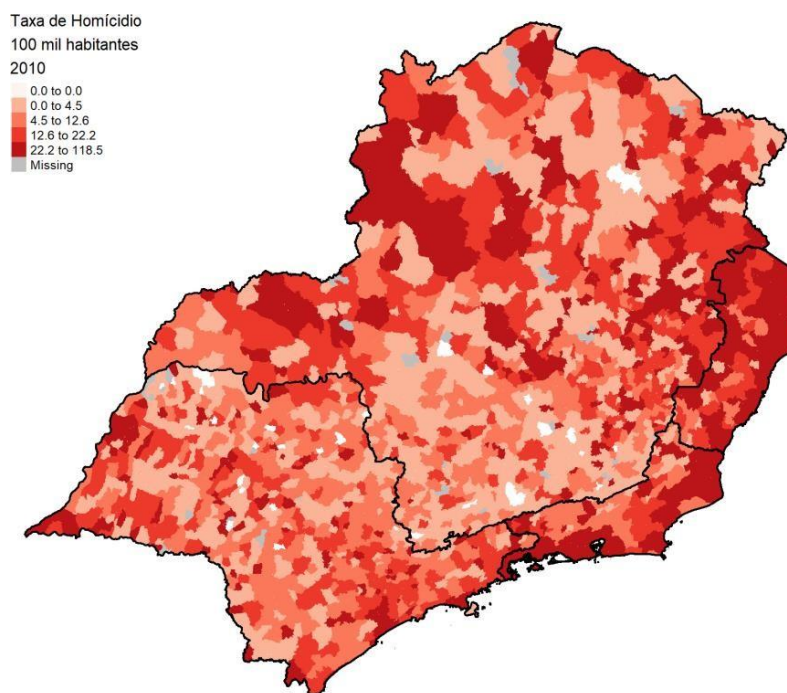 Taxa de Homícidio
100 mil habitantes
2010
0.0 to 0.0
0.0 to 4.5
4.5 to 12.6
12.6 to 22.2
22.2 to 118.5
Missing